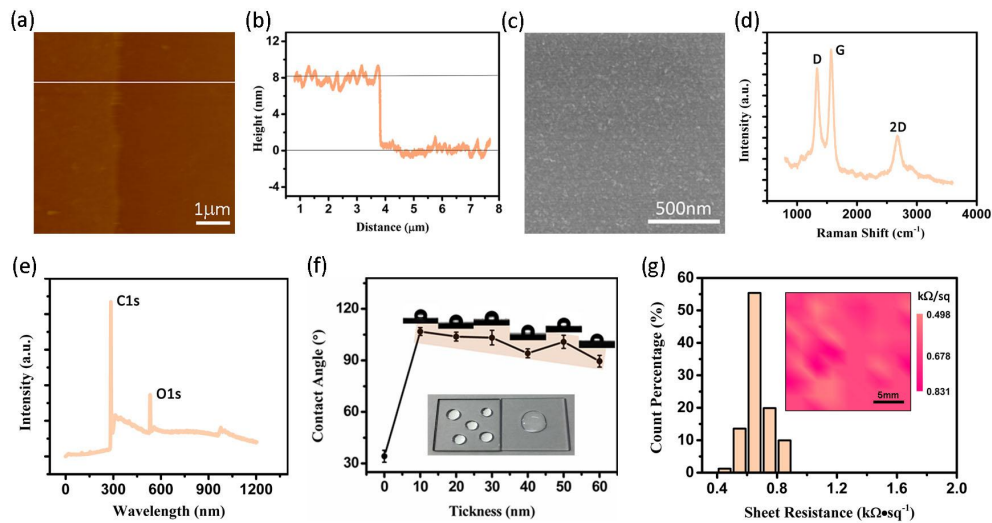 (a)
1μm
(b)
12
8
4
0
-4
Height (nm)
1 2 3 4 5 6 7 8
Distance (μm)
(c)
500nm
(d)
D
G
2D
Intensity (a.u.)
1000 2000 3000 4000
Raman Shift (cm⁻¹)
(e)
C1s
O1s
Intensity (a.u.)
0 300 600 900 1200
Wavelength (nm)
(f)
120
90
60
30
Contact Angle (°)
0 10 20 30 40 50 60
Tickness (nm)
(g)
60
50
40
30
20
10
0
Count Percentage (%)
kΩ/sq
0.498
0.678
0.831
5mm
0.4 0.8 1.2 1.6 2.0
Sheet Resistance (kΩ•sq⁻¹)